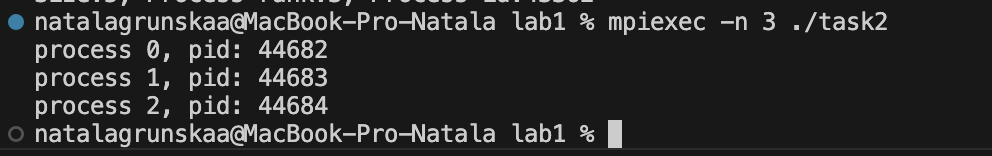 natalagrunskaa@MacBook-Pro-Natala lab1 % mpiexec -n 3 ./task2
process 0, pid: 44682
process 1, pid: 44683
process 2, pid: 44684
natalagrunskaa@MacBook-Pro-Natala lab1 %